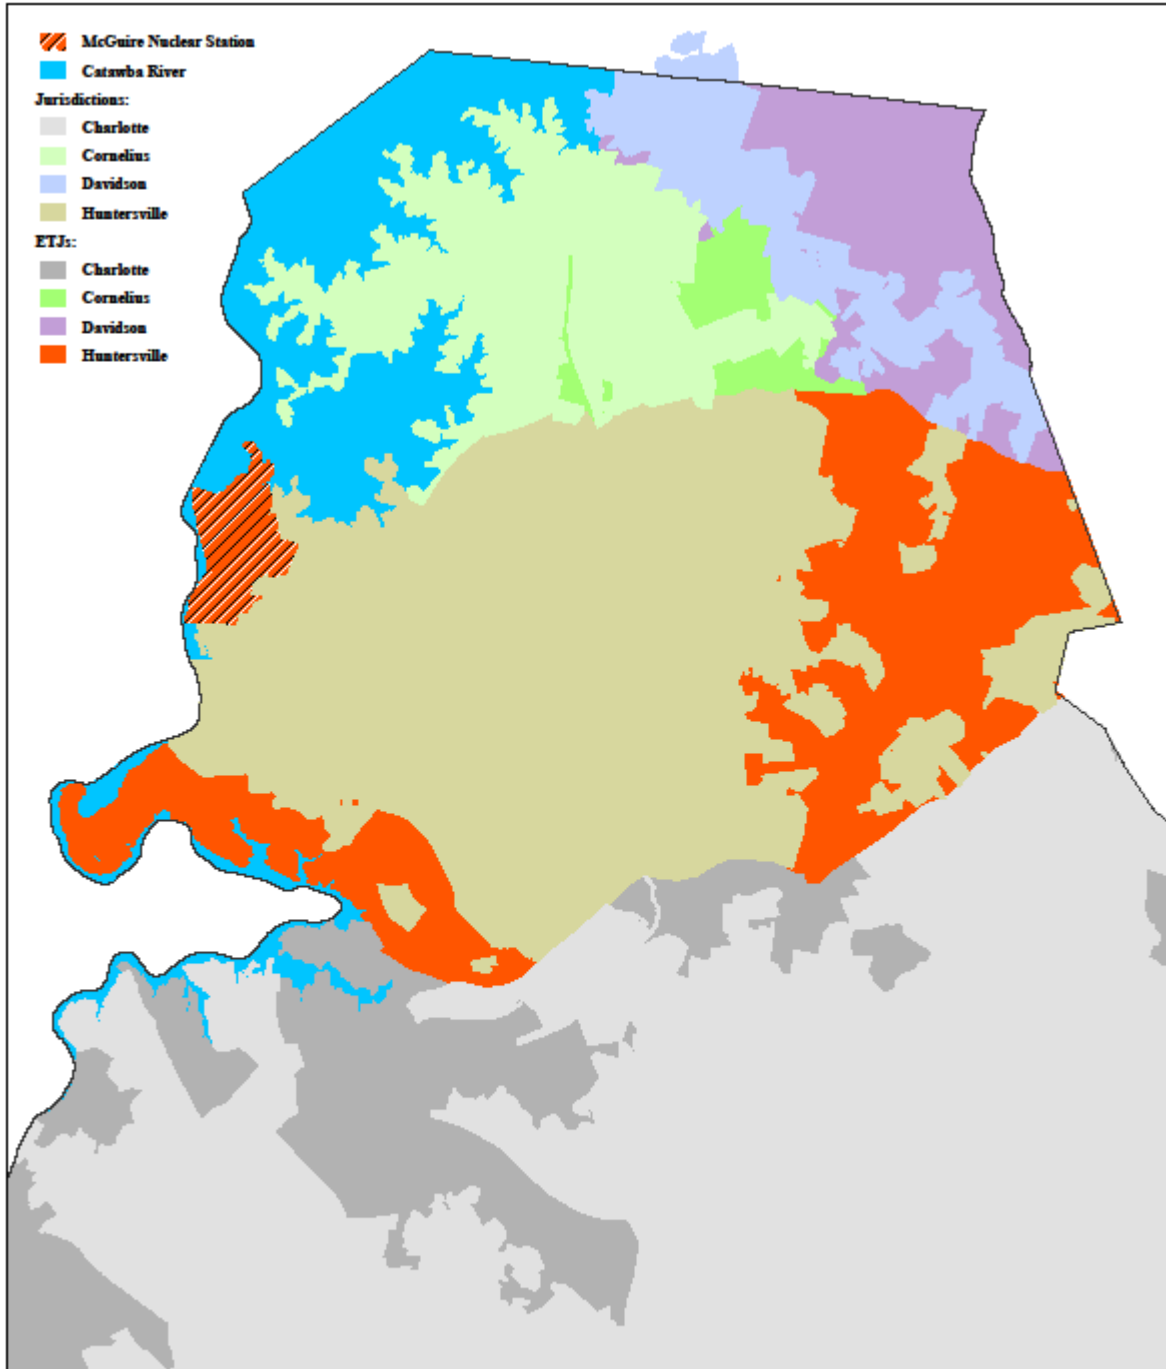 McGuire Nuclear Station
Catawba River
Jurisdictions:
Charlotte
Cornelius
Davidson
Huntersville
ETJs:
Charlotte
Cornelius
Davidson
Huntersville